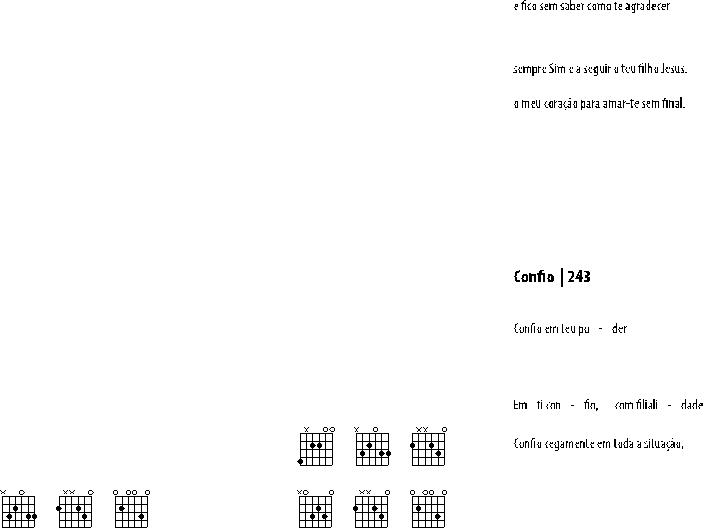 e fico sem saber como te agradecer
sempre Sim e a seguir o teu filho Jesus.
o meu coração para amar-te sem final.
Confio | 243
Confio em teu po - der
Em ti con - fio, com filiali - dade
Confio cegamente em toda a situação,